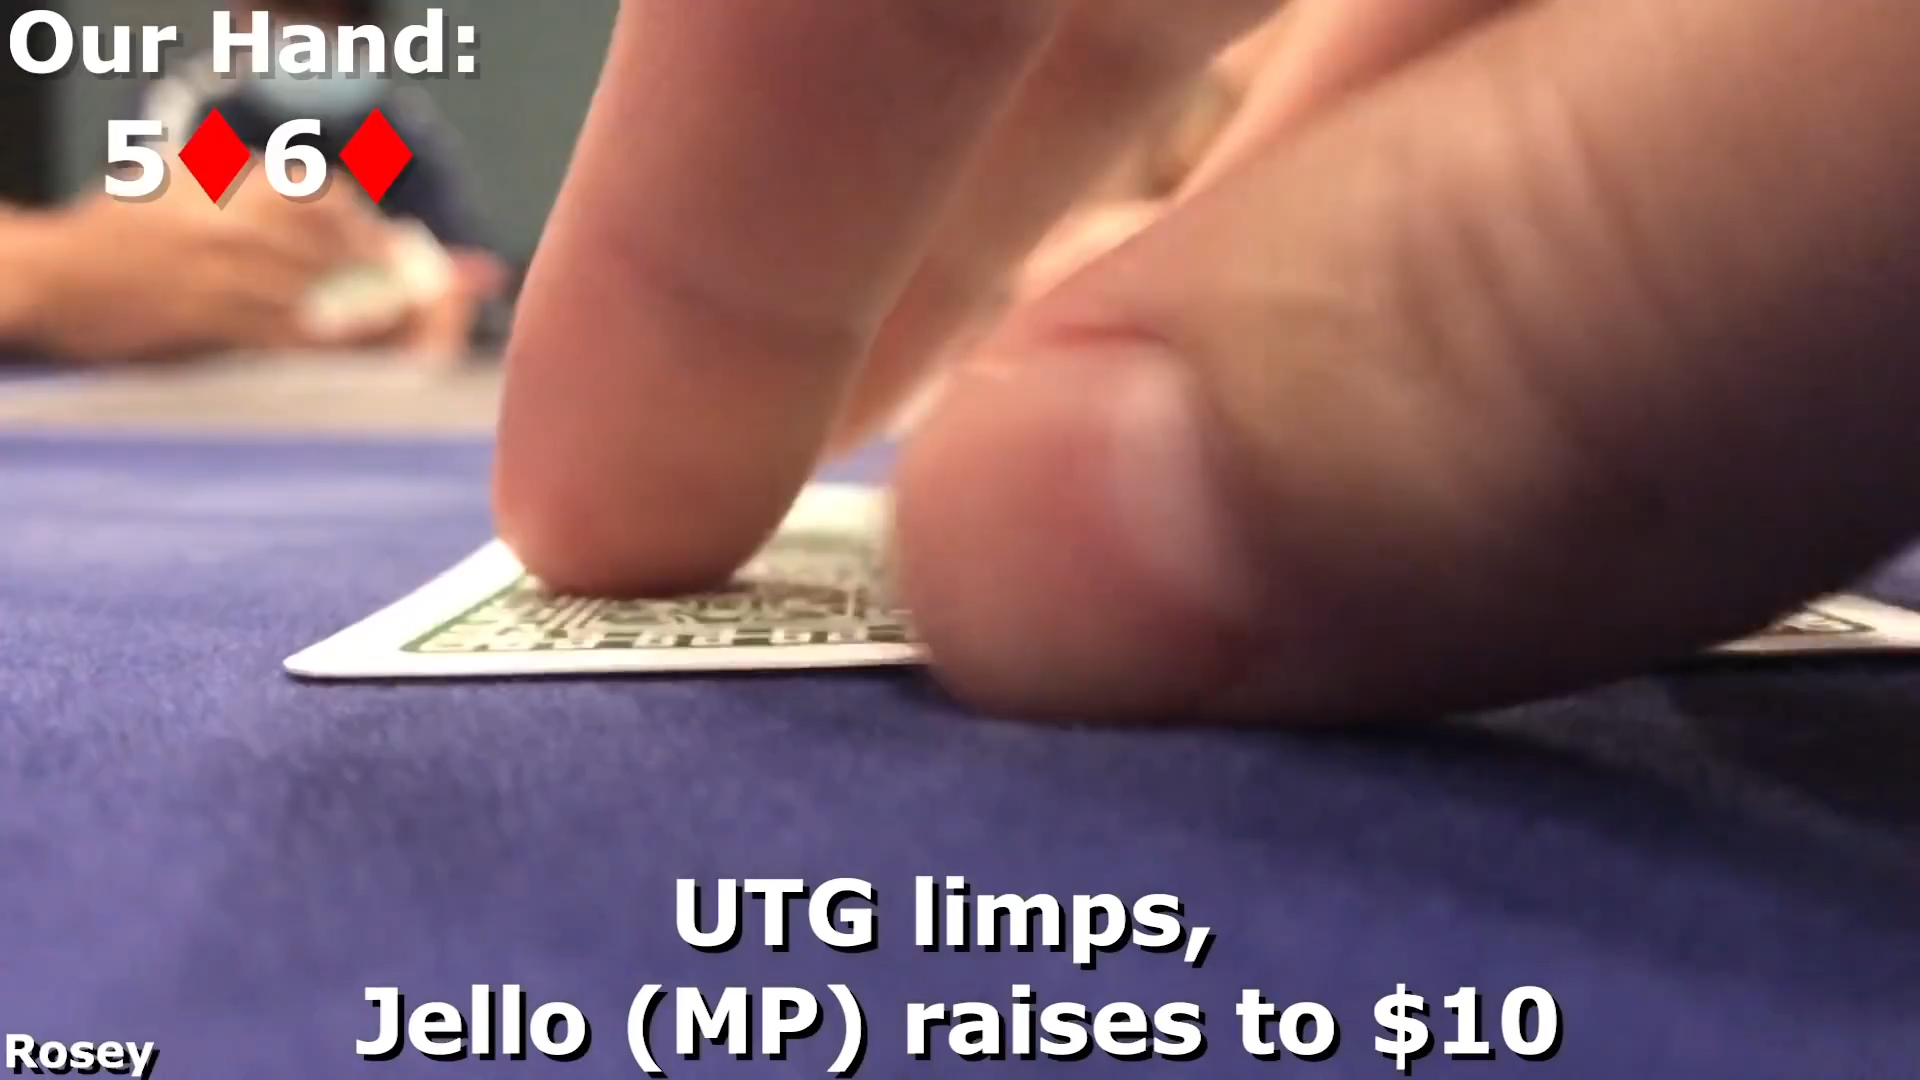 Our Hand:
5♦6♦
UTG limps,
Jello (MP) raises to $10
Rosey